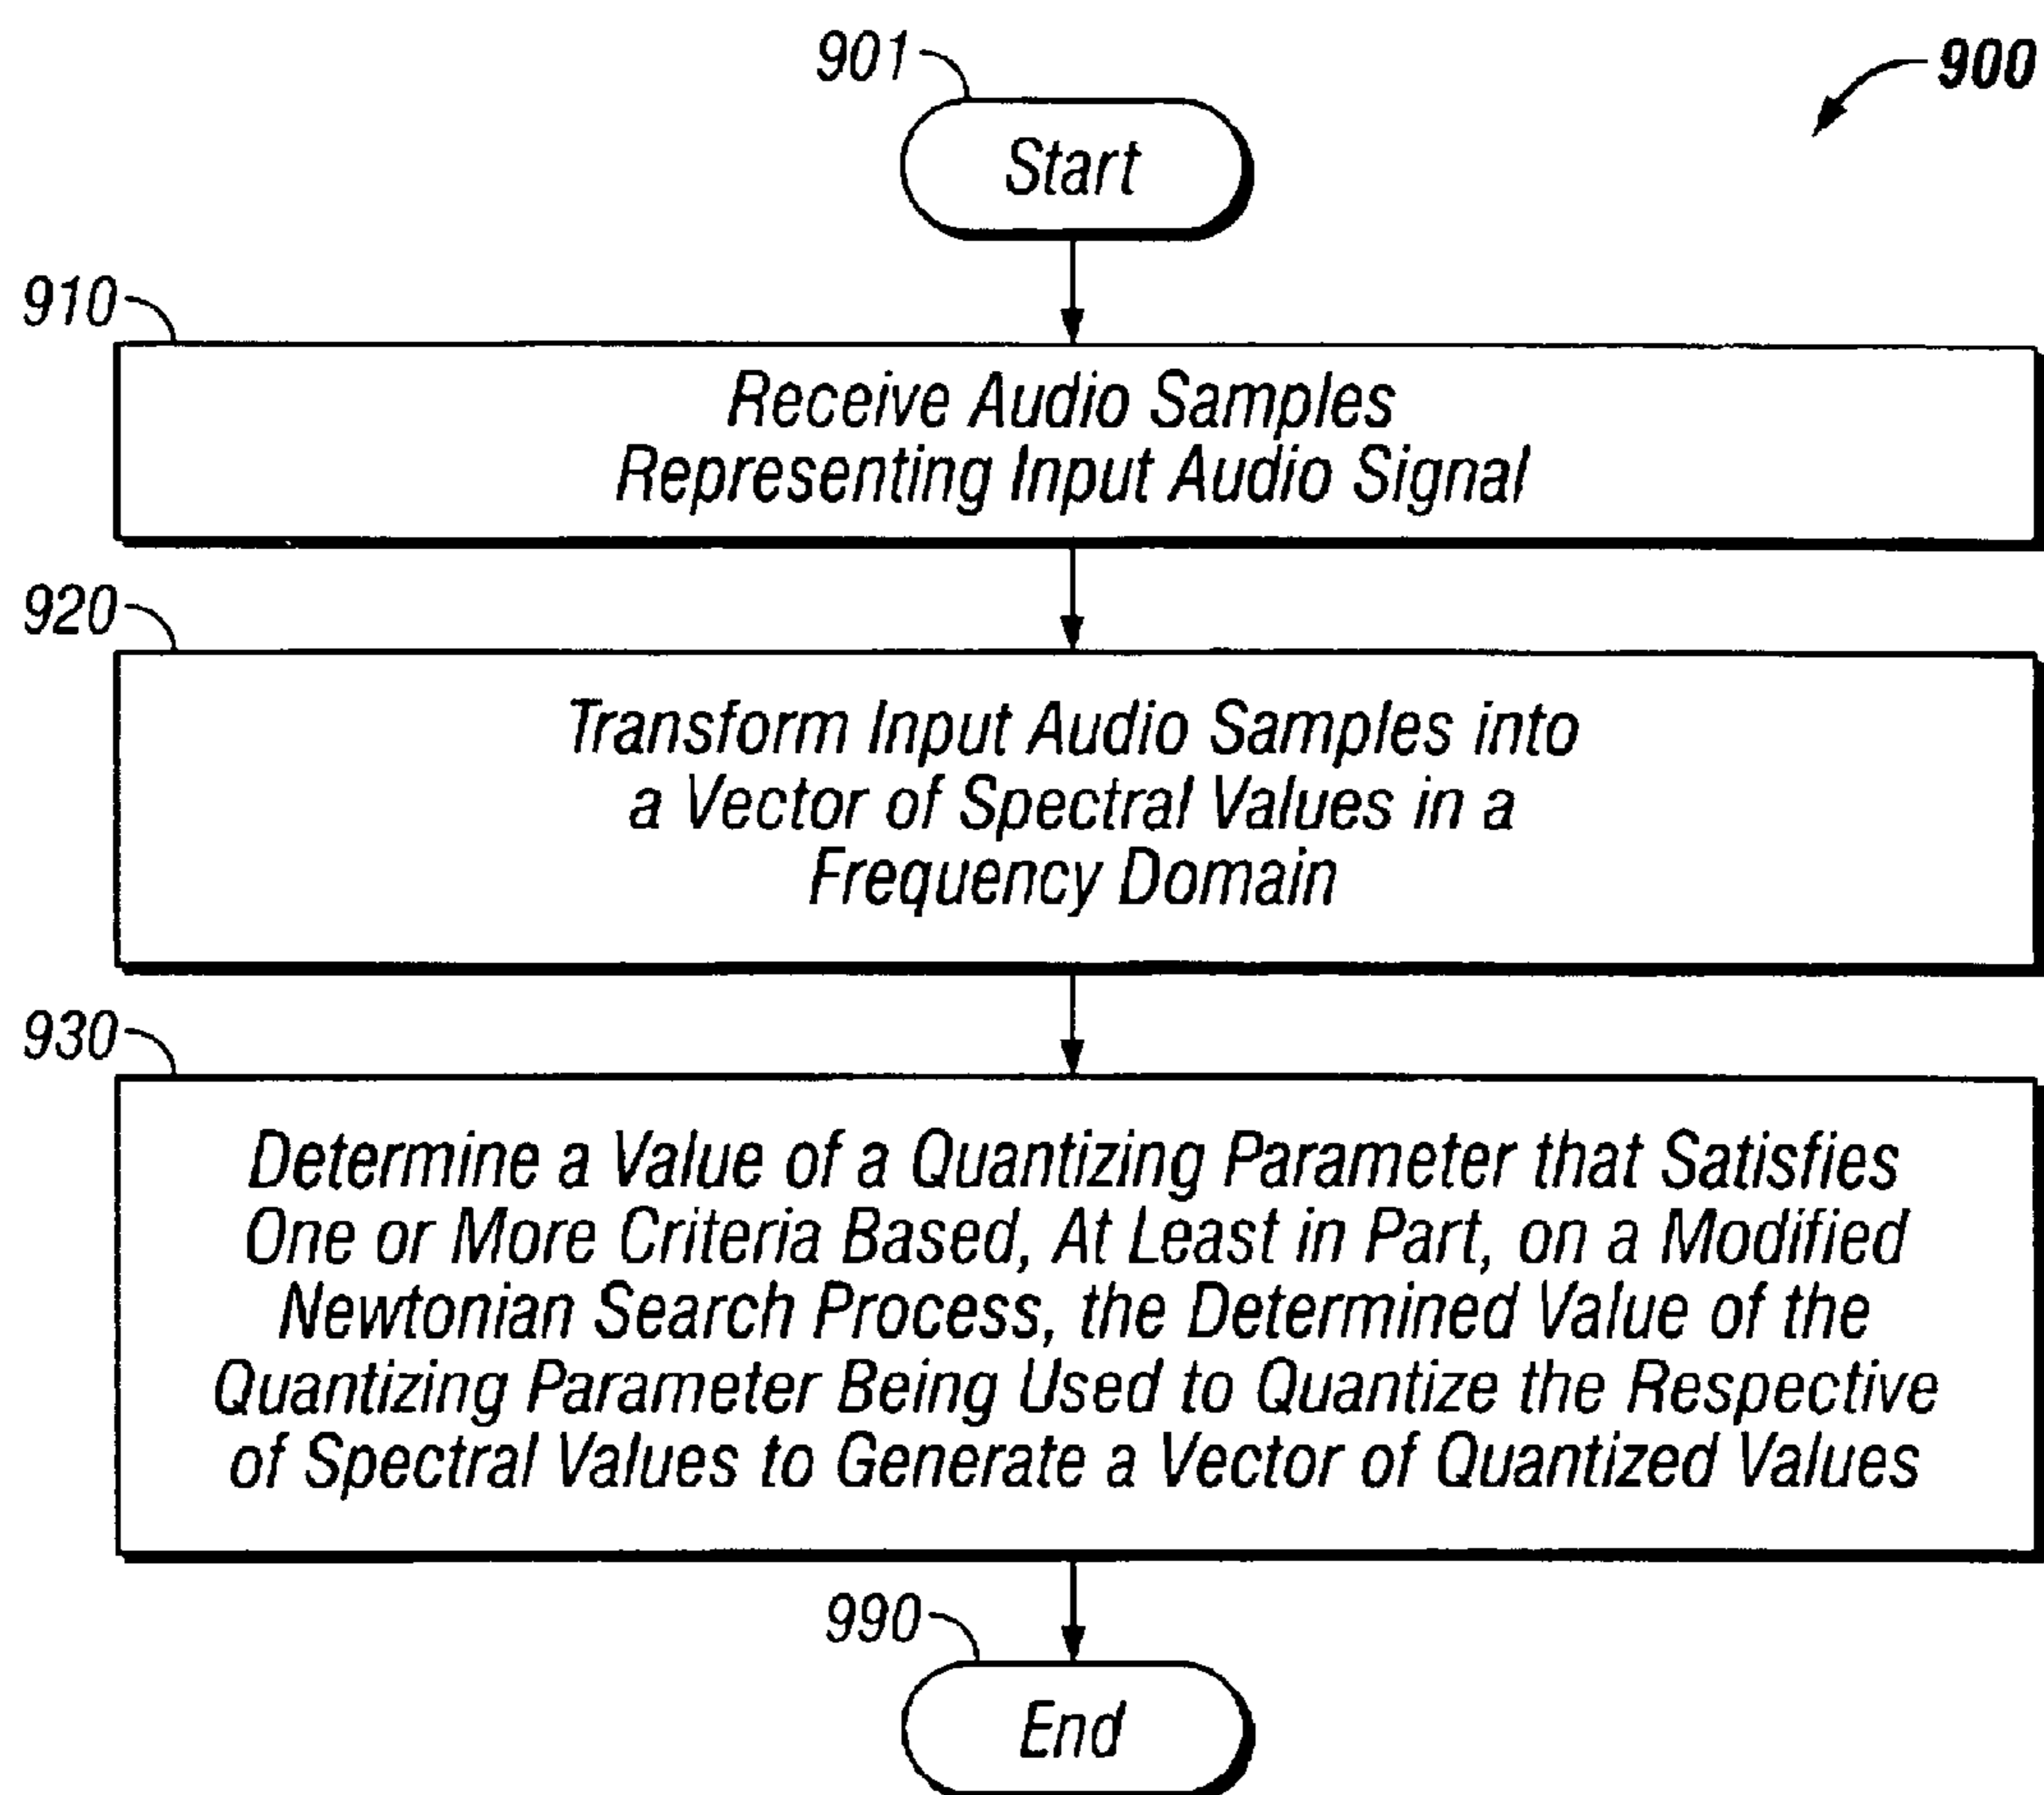 901
900
Start
910
Receive Audio Samples
Representing Input Audio Signal
920
Transform Input Audio Samples into
a Vector of Spectral Values in a
Frequency Domain
930
Determine a Value of a Quantizing Parameter that Satisfies
One or More Criteria Based, At Least in Part, on a Modified
Newtonian Search Process, the Determined Value of the
Quantizing Parameter Being Used to Quantize the Respective
of Spectral Values to Generate a Vector of Quantized Values
990
End